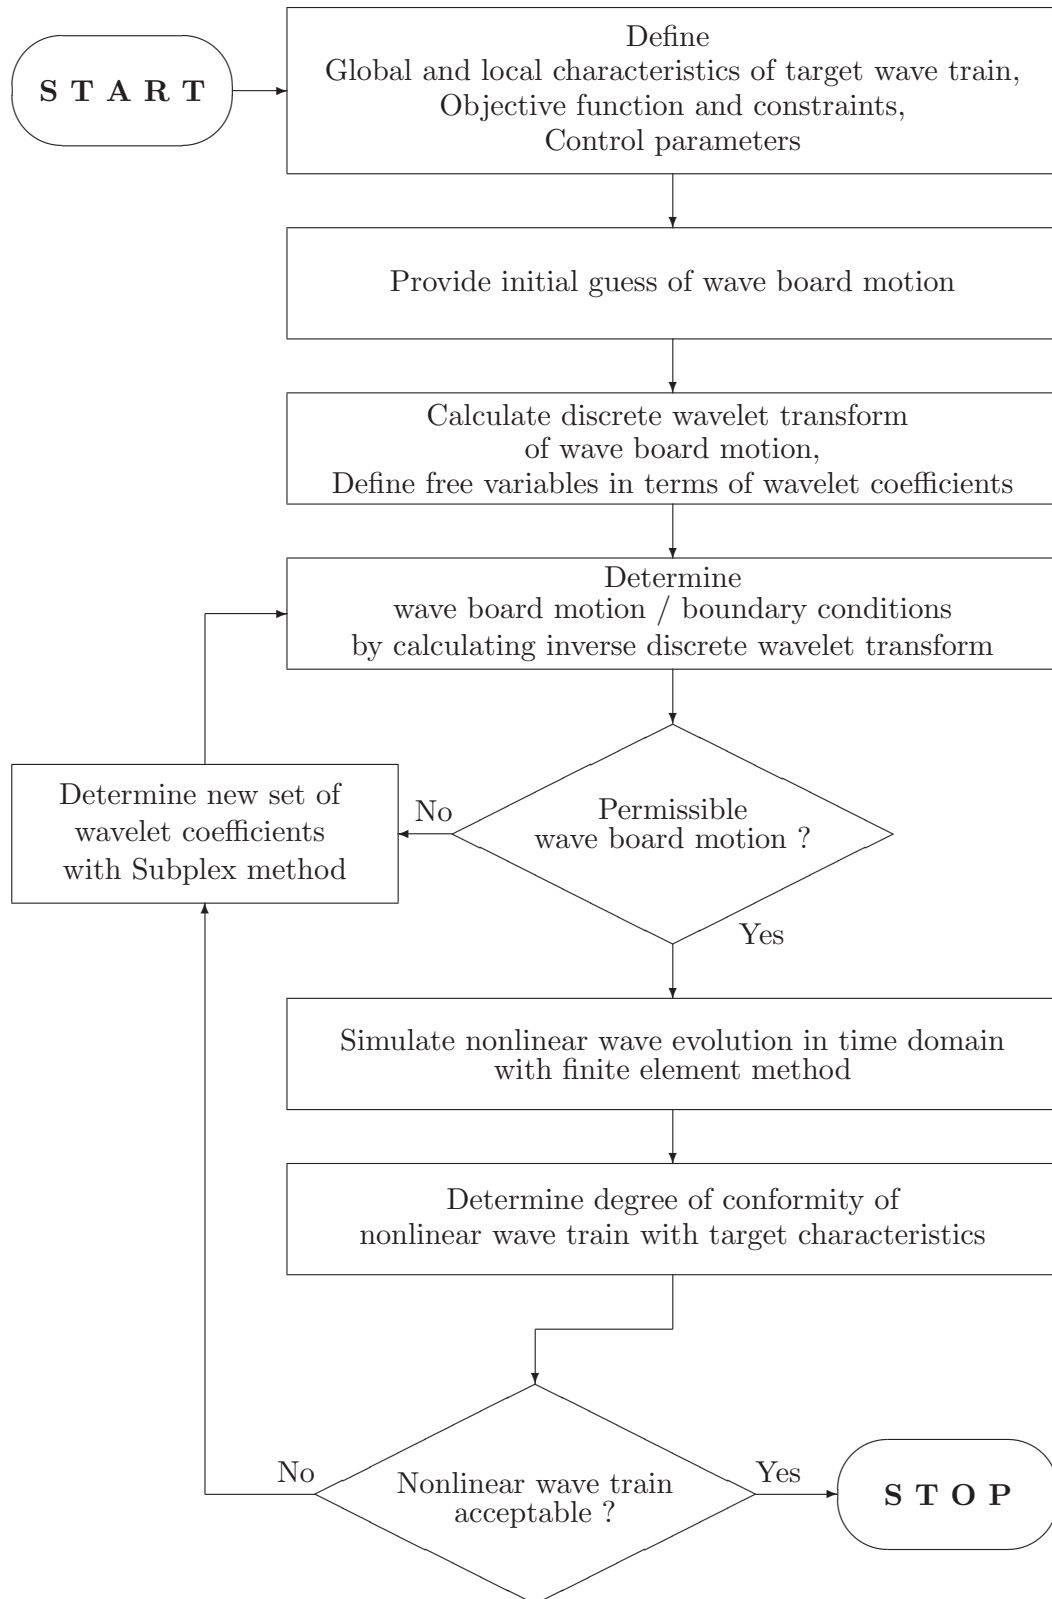 S T A R T
Define
Global and local characteristics of target wave train,
Objective function and constraints,
Control parameters
Provide initial guess of wave board motion
Calculate discrete wavelet transform
of wave board motion,
Define free variables in terms of wavelet coefficients
Determine
wave board motion / boundary conditions
by calculating inverse discrete wavelet transform
Determine new set of
wavelet coefficients
with Subplex method
No
Permissible
wave board motion ?
Yes
Simulate nonlinear wave evolution in time domain
with finite element method
Determine degree of conformity of
nonlinear wave train with target characteristics
No
Nonlinear wave train
acceptable ?
Yes
S T O P